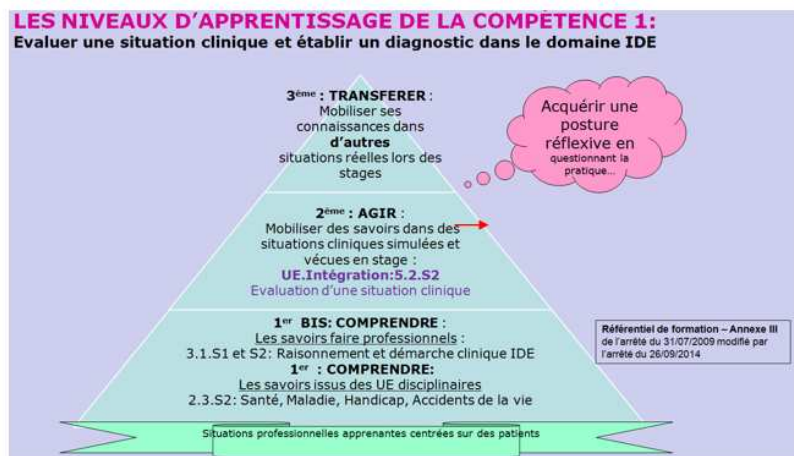 LES NIVEAUX D'APPRENTISSAGE DE LA COMPÉTENCE 1:
Evaluer une situation clinique et établir un diagnostic dans le domaine IDE
3ème : TRANSFERER :
Mobiliser ses
connaissances dans
d'autres
situations réelles lors des
stages
Acquérir une
posture
réflexive en
questionnant la
pratique...
2ème : AGIR :
Mobiliser des savoirs dans des
situations cliniques simulées et
vécues en stage :
UE.Intégration:5.2.S2
Evaluation d'une situation clinique
1er BIS: COMPRENDRE :
Les savoirs faire professionnels :
3.1.S1 et S2: Raisonnement et démarche clinique IDE
1er : COMPRENDRE:
Les savoirs issus des UE disciplinaires
2.3.S2: Santé, Maladie, Handicap, Accidents de la vie
Référentiel de formation – Annexe III
de l'arrêté du 31/07/2009 modifié par
l'arrêté du 26/09/2014
Situations professionnelles apprenantes centrées sur des patients